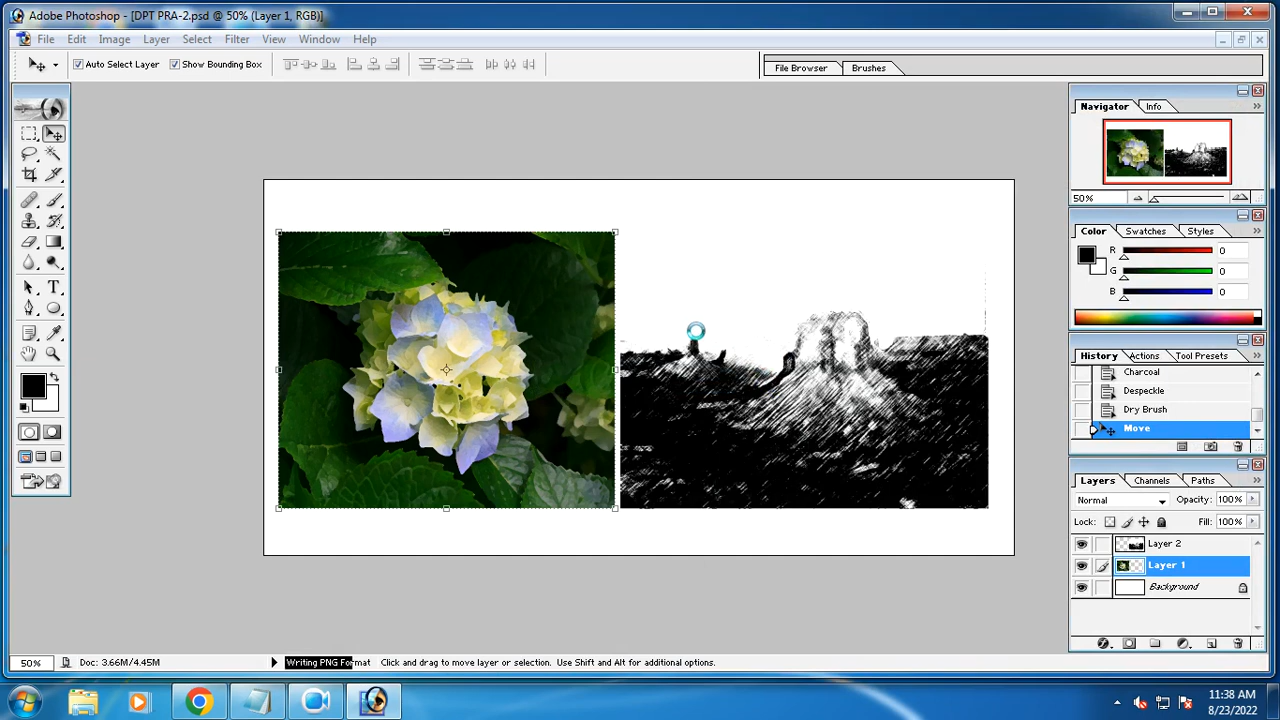 Adobe Photoshop - [DPT PRA-2.psd @ 50% (Layer 1, RGB)]
File Edit Image Layer Select Filter View Window Help
Auto Select Layer Show Bounding Box File Browser Brushes
Navigator Info
50%
Color Swatches Styles
R 0
G 0
B 0
History Actions Tool Presets
Charcoal
Despeckle
Dry Brush
Move
Layers Channels Paths
Normal Opacity: 100%
Lock: Fill: 100%
Layer 2
Layer 1
Background
50% Doc: 3.66M/4.45M Writing PNG Format Click and drag to move layer or selection. Use Shift and Alt for additional options.
11:38 AM
8/23/2022